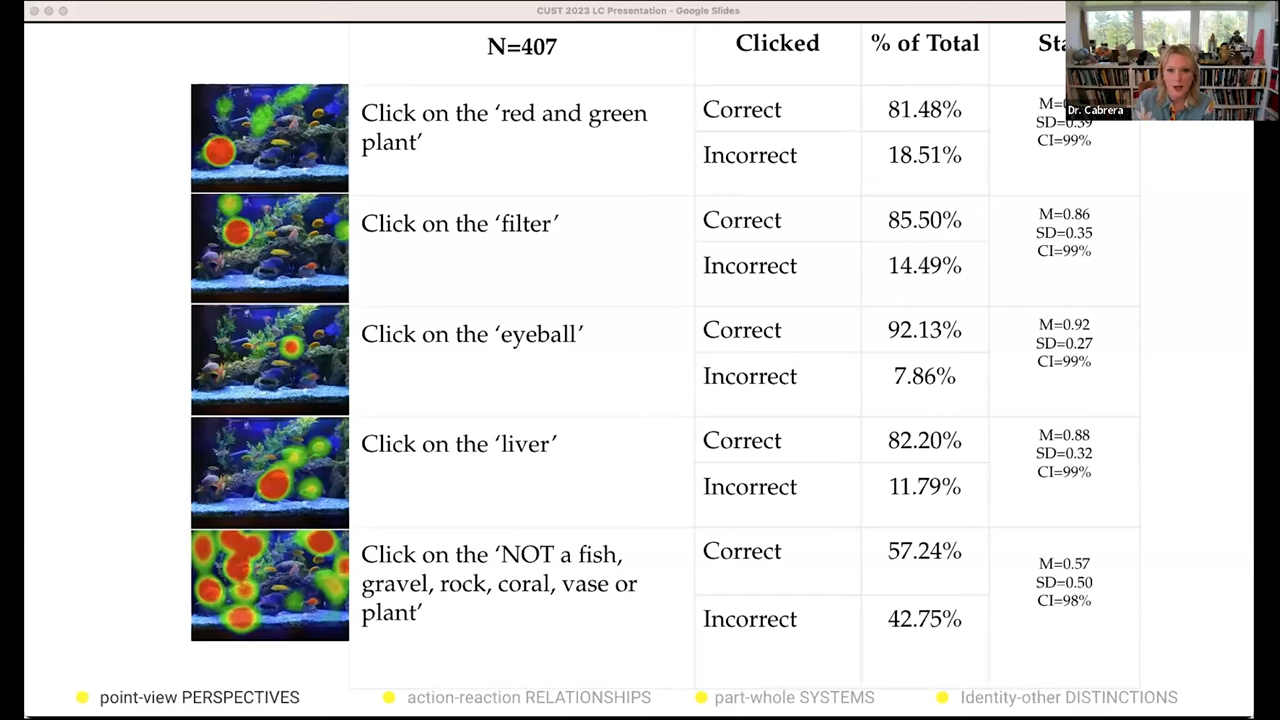 CUST 2023 LC Presentation - Google Slides
N=407
Clicked
% of Total
Dr. Cabrera
Click on the ‘red and green
plant’
Correct
81.48%
Incorrect
18.51%
SD=0.39
CI=99%
Click on the ‘filter’
Correct
85.50%
Incorrect
14.49%
M=0.86
SD=0.35
CI=99%
Click on the ‘eyeball’
Correct
92.13%
Incorrect
7.86%
M=0.92
SD=0.27
CI=99%
Click on the ‘liver’
Correct
82.20%
Incorrect
11.79%
M=0.88
SD=0.32
CI=99%
Click on the ‘NOT a fish,
gravel, rock, coral, vase or
plant’
Correct
57.24%
Incorrect
42.75%
M=0.57
SD=0.50
CI=98%
point-view PERSPECTIVES
action-reaction RELATIONSHIPS
part-whole SYSTEMS
Identity-other DISTINCTIONS